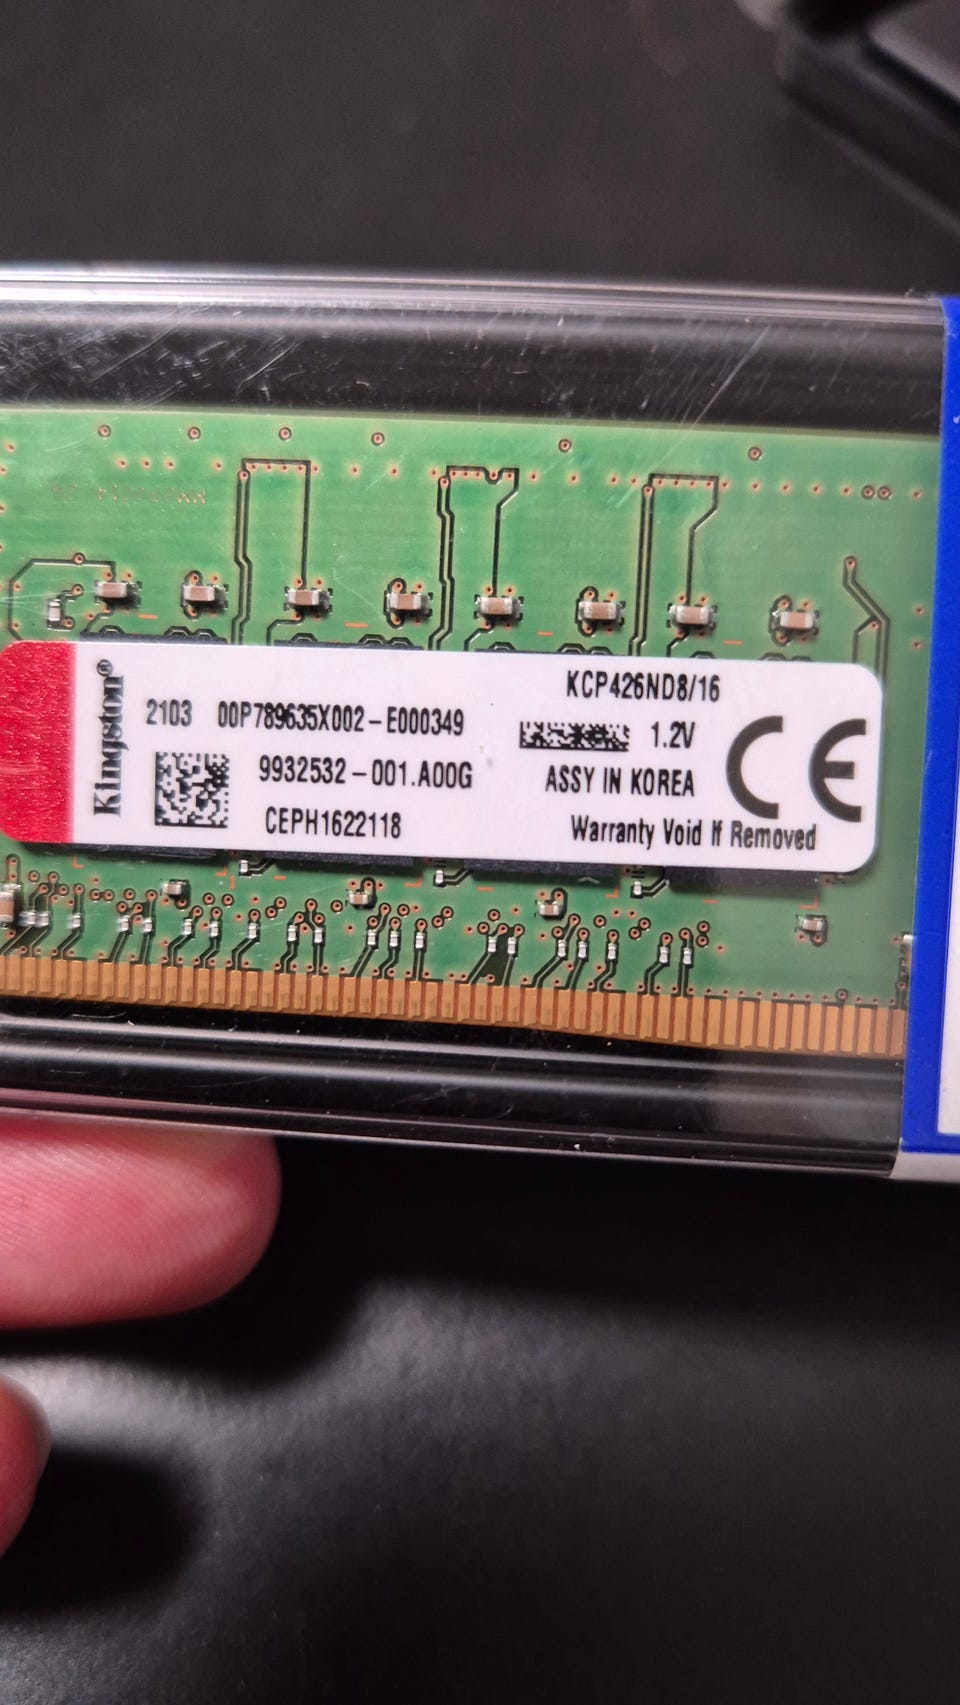 Kingston®
KCP426ND8/16
2103 00P789635X002-E000349
1.2V
9932532-001.A00G
ASSY IN KOREA
CEPH1622118
Warranty Void If Removed
CE